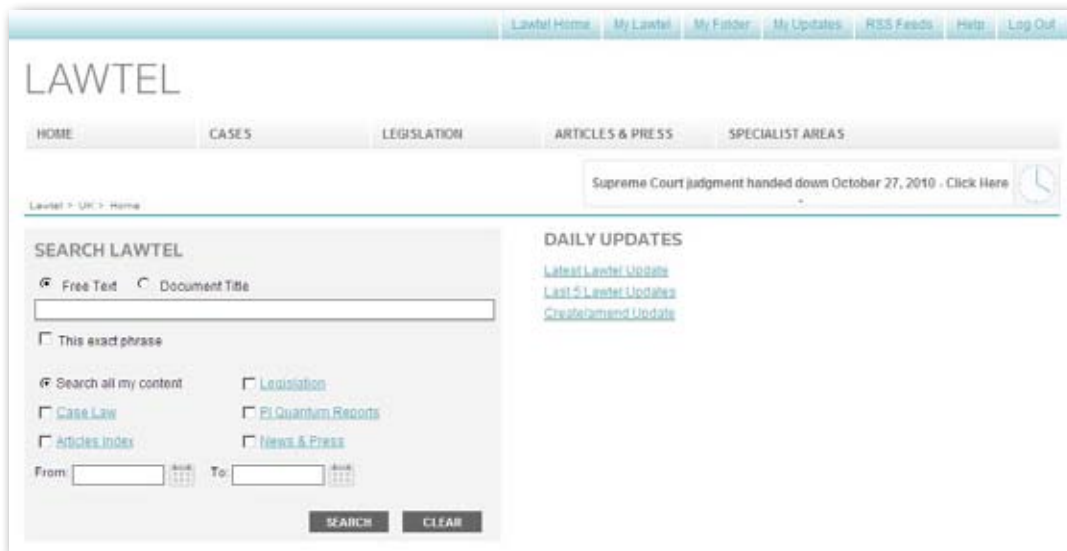 Lawtel Home My Lawtel My Finder My Updates RSS Feeds Help Log Out
LAWTEL
HOME CASES LEGISLATION ARTICLES & PRESS SPECIALIST AREAS
Supreme Court judgment handed down October 27, 2010 - Click Here
Lawtel > UK > Home
SEARCH LAWTEL
Free Text Document Title
This exact phrase
Search all my content Legislation
Case Law PI Quantum Reports
Articles Index News & Press
From: To:
SEARCH CLEAR
DAILY UPDATES
Latest Lawtel Update
Last 5 Lawtel Updates
Create/amend Update